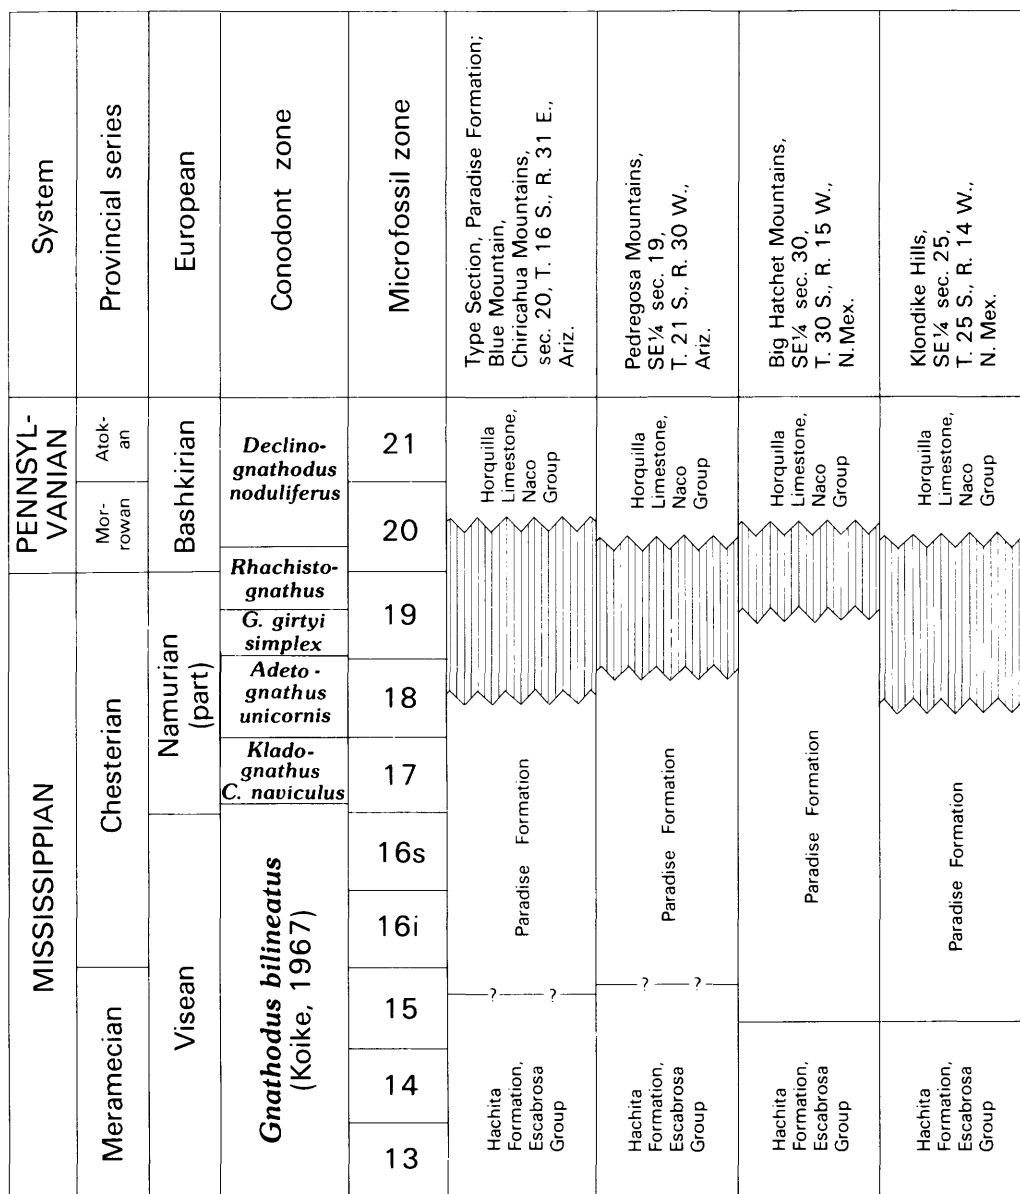 System
Provincial series
European
Conodont zone
Microfossil zone
Type Section, Paradise Formation;
Blue Mountain,
Chiricahua Mountains,
sec. 20, T. 16 S., R. 31 E.,
Ariz.
Pedregosa Mountains,
SE¼ sec. 19,
T. 21 S., R. 30 W.,
Ariz.
Big Hatchet Mountains,
SE¼ sec. 30,
T. 30 S., R. 15 W.,
N. Mex.
Klondike Hills,
SE¼ sec. 25,
T. 25 S., R. 14 W.,
N. Mex.
PENNSYL-
VANIAN
Atok-
an
Mor-
rowan
Bashkirian
Declino-
gnathodus
noduliferus
21
20
Horquilla
Limestone,
Naco
Group
Horquilla
Limestone,
Naco
Group
Horquilla
Limestone,
Naco
Group
Horquilla
Limestone,
Naco
Group
MISSISSIPPIAN
Chesterian
Meramecian
Namurian
(part)
Visean
Rhachisto-
gnathus
G. girtyi
simplex
Adeto-
gnathus
unicornis
Klado-
gnathus
C. naviculus
Gnathodus bilineatus
(Koike, 1967)
19
18
17
16s
16i
15
14
13
Paradise Formation
Paradise Formation
Paradise Formation
Paradise Formation
? ?
? ?
Hachita
Formation,
Escabrosa
Group
Hachita
Formation,
Escabrosa
Group
Hachita
Formation,
Escabrosa
Group
Hachita
Formation,
Escabrosa
Group